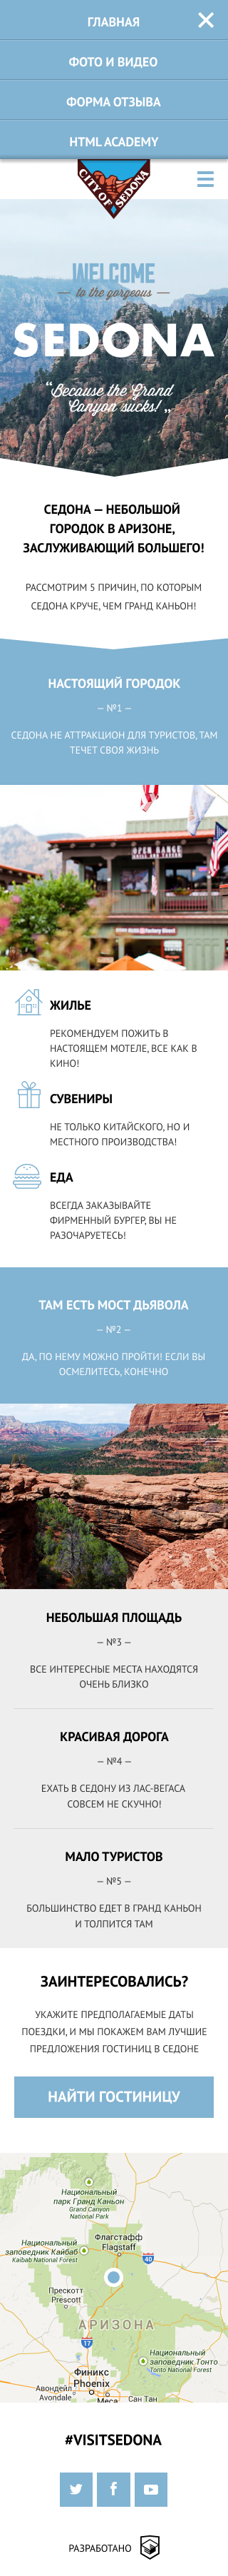 ГЛАВНАЯ
ФОТО И ВИДЕО
ФОРМА ОТЗЫВА
HTML ACADEMY
CITY OF SEDONA
WELCOME
to the gorgeous
SEDONA
“Because the Grand
Canyon sucks!„
СЕДОНА — НЕБОЛЬШОЙ
ГОРОДОК В АРИЗОНЕ,
ЗАСЛУЖИВАЮЩИЙ БОЛЬШЕГО!
РАССМОТРИМ 5 ПРИЧИН, ПО КОТОРЫМ
СЕДОНА КРУЧЕ, ЧЕМ ГРАНД КАНЬОН!
НАСТОЯЩИЙ ГОРОДОК
— №1 —
СЕДОНА НЕ АТТРАКЦИОН ДЛЯ ТУРИСТОВ, ТАМ
ТЕЧЕТ СВОЯ ЖИЗНЬ
ЖИЛЬЕ
РЕКОМЕНДУЕМ ПОЖИТЬ В
НАСТОЯЩЕМ МОТЕЛЕ, ВСЕ КАК В
КИНО!
СУВЕНИРЫ
НЕ ТОЛЬКО КИТАЙСКОГО, НО И
МЕСТНОГО ПРОИЗВОДСТВА!
ЕДА
ВСЕГДА ЗАКАЗЫВАЙТЕ
ФИРМЕННЫЙ БУРГЕР, ВЫ НЕ
РАЗОЧАРУЕТЕСЬ!
ТАМ ЕСТЬ МОСТ ДЬЯВОЛА
— №2 —
ДА, ПО НЕМУ МОЖНО ПРОЙТИ! ЕСЛИ ВЫ
ОСМЕЛИТЕСЬ, КОНЕЧНО
НЕБОЛЬШАЯ ПЛОЩАДЬ
— №3 —
ВСЕ ИНТЕРЕСНЫЕ МЕСТА НАХОДЯТСЯ
ОЧЕНЬ БЛИЗКО
КРАСИВАЯ ДОРОГА
— №4 —
ЕХАТЬ В СЕДОНУ ИЗ ЛАС-ВЕГАСА
СОВСЕМ НЕ СКУЧНО!
МАЛО ТУРИСТОВ
— №5 —
БОЛЬШИНСТВО ЕДЕТ В ГРАНД КАНЬОН
И ТОЛПИТСЯ ТАМ
ЗАИНТЕРЕСОВАЛИСЬ?
УКАЖИТЕ ПРЕДПОЛАГАЕМЫЕ ДАТЫ
ПОЕЗДКИ, И МЫ ПОКАЖЕМ ВАМ ЛУЧШИЕ
ПРЕДЛОЖЕНИЯ ГОСТИНИЦ В СЕДОНЕ
НАЙТИ ГОСТИНИЦУ
Национальный
парк Гранд Каньон
Grand Canyon
National Park
Флагстафф
Flagstaff
Национальный
заповедник Кайбаб
Kaibab National Forest
40
Прескотт
Prescott
АРИЗОНА
17
Национальный
заповедник Тонто
Tonto National Forest
Финикс
Phoenix
Авондейл
Avondale
Меса
Сан Тан
#VISITSEDONA
РАЗРАБОТАНО